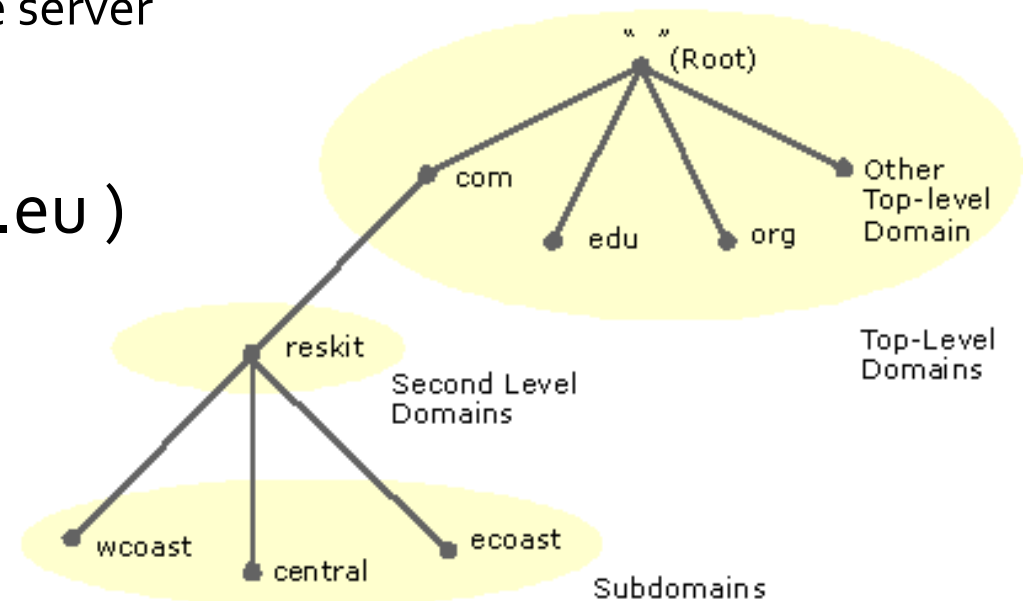 e server
“ ”
(Root)
com
Other
Top-level
Domain
.eu )
edu
org
reskit
Top-Level
Domains
Second Level
Domains
wcoast
ecoast
central
Subdomains